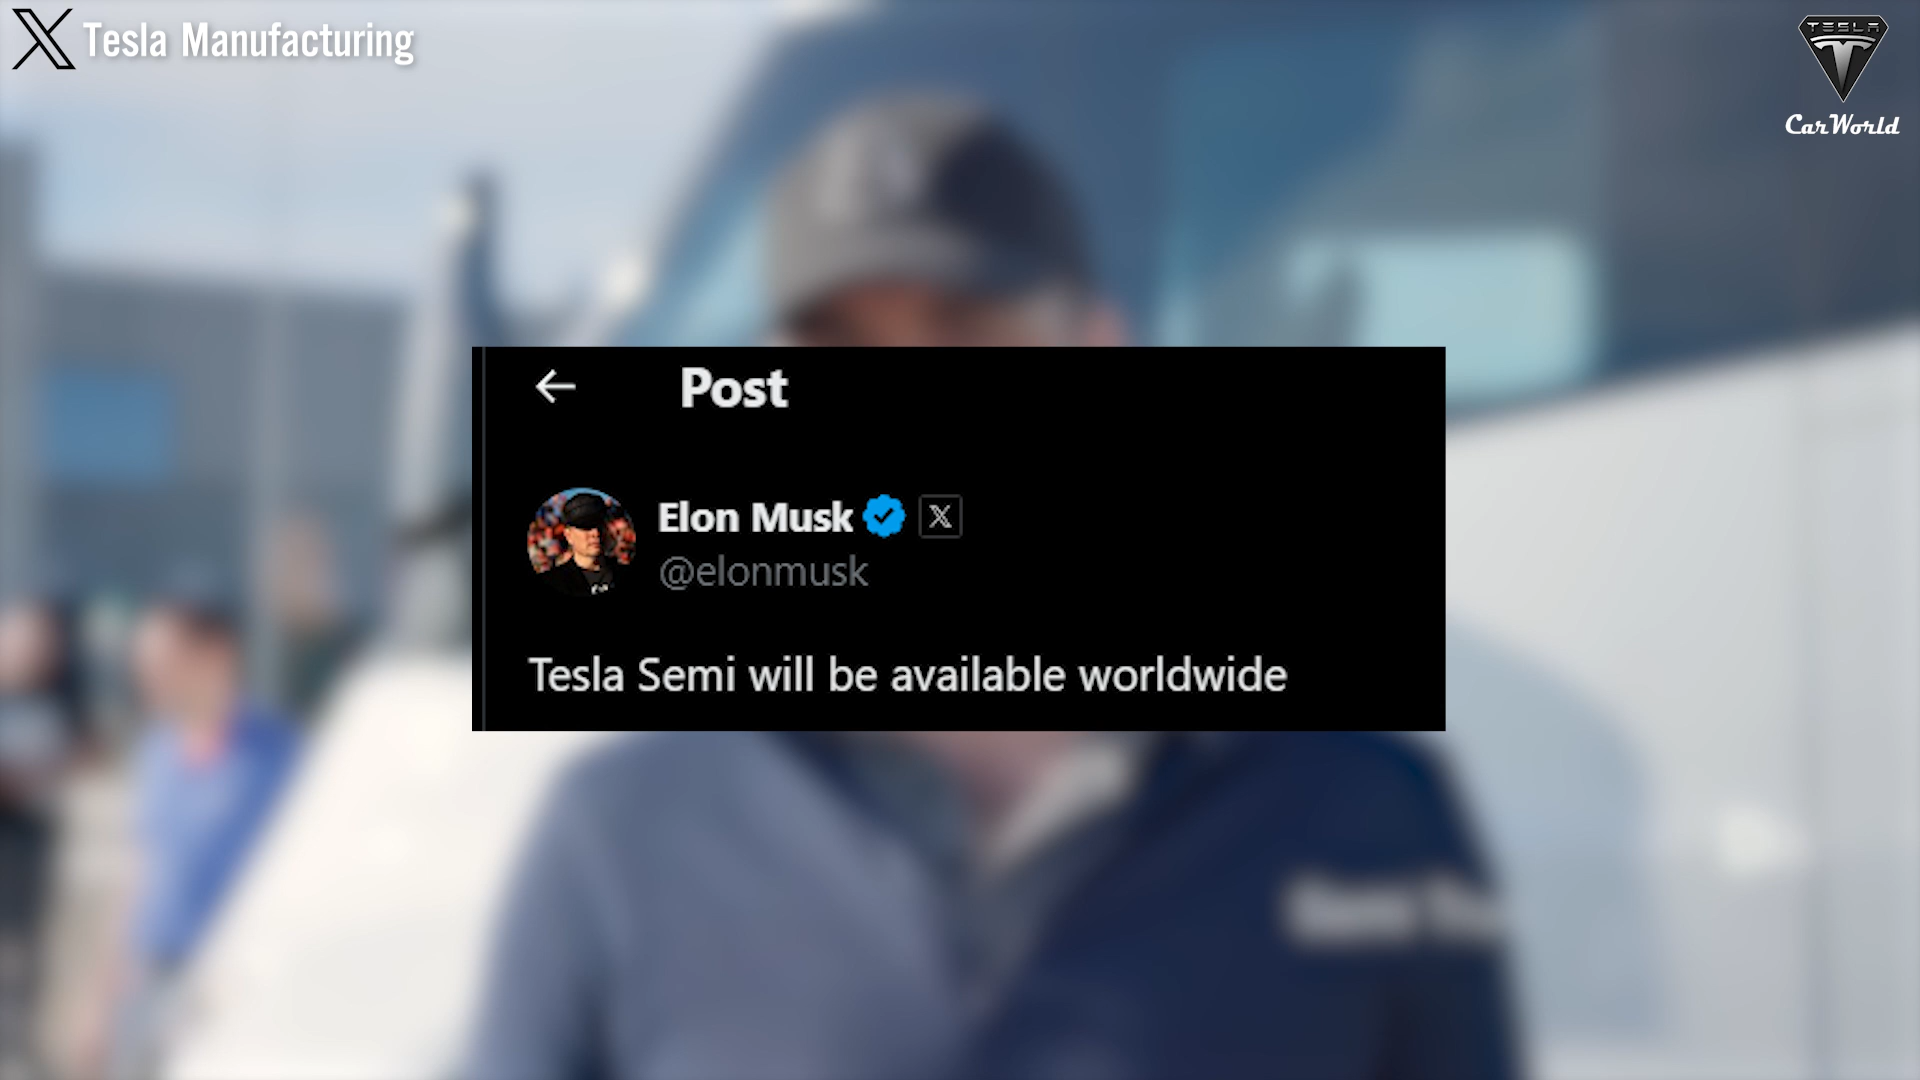 Tesla Manufacturing
TESLA
CarWorld
Post
Elon Musk
@elonmusk
Tesla Semi will be available worldwide